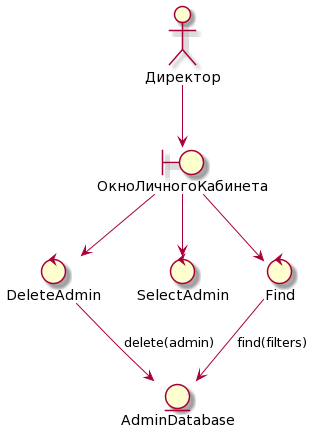 Директор
ОкноЛичногоКабинета
DeleteAdmin
SelectAdmin
Find
delete(admin)
find(filters)
AdminDatabase